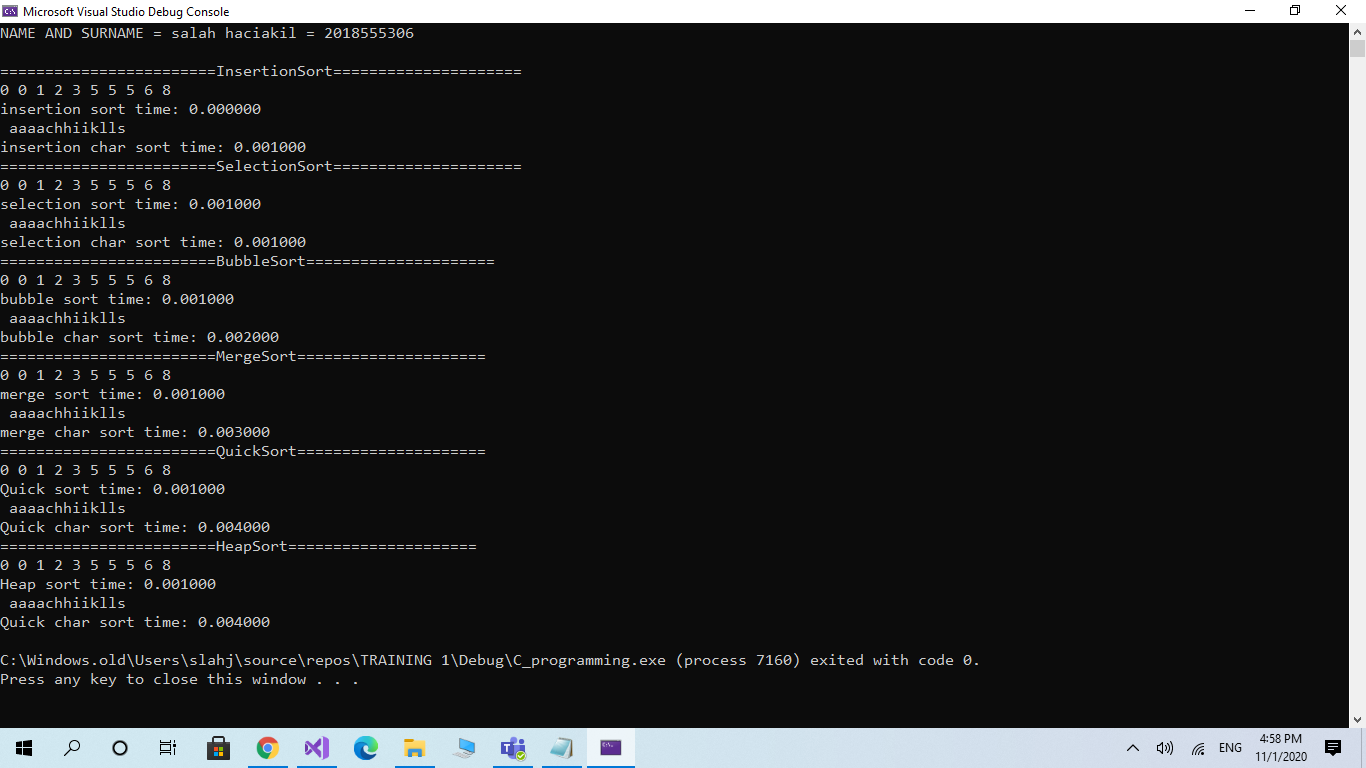 Microsoft Visual Studio Debug Console
NAME AND SURNAME = salah haciakil = 2018555306
========================InsertionSort=====================
0 0 1 2 3 5 5 5 6 8
insertion sort time: 0.000000
 aaaachhiiklls
insertion char sort time: 0.001000
========================SelectionSort=====================
0 0 1 2 3 5 5 5 6 8
selection sort time: 0.001000
 aaaachhiiklls
selection char sort time: 0.001000
========================BubbleSort=====================
0 0 1 2 3 5 5 5 6 8
bubble sort time: 0.001000
 aaaachhiiklls
bubble char sort time: 0.002000
========================MergeSort=====================
0 0 1 2 3 5 5 5 6 8
merge sort time: 0.001000
 aaaachhiiklls
merge char sort time: 0.003000
========================QuickSort=====================
0 0 1 2 3 5 5 5 6 8
Quick sort time: 0.001000
 aaaachhiiklls
Quick char sort time: 0.004000
========================HeapSort=====================
0 0 1 2 3 5 5 5 6 8
Heap sort time: 0.001000
 aaaachhiiklls
Quick char sort time: 0.004000
C:\Windows.old\Users\slahj\source\repos\TRAINING 1\Debug\C_programming.exe (process 7160) exited with code 0.
Press any key to close this window . . .
ENG
4:58 PM
11/1/2020